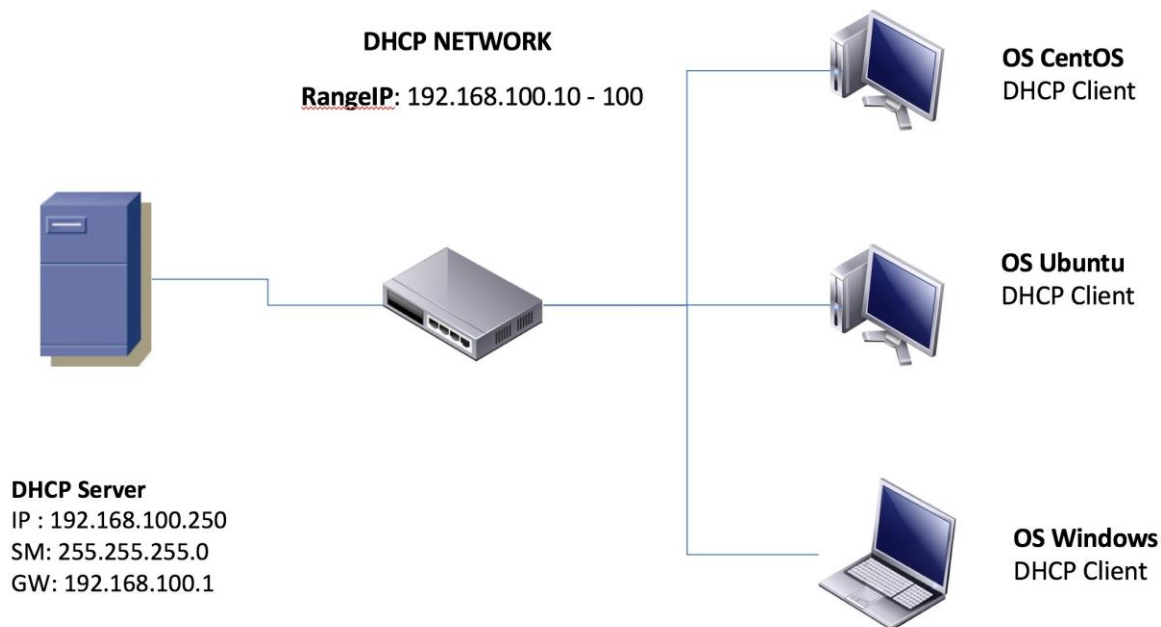 DHCP NETWORK
RangeIP: 192.168.100.10 - 100
OS CentOS
DHCP Client
OS Ubuntu
DHCP Client
DHCP Server
IP : 192.168.100.250
SM: 255.255.255.0
GW: 192.168.100.1
OS Windows
DHCP Client